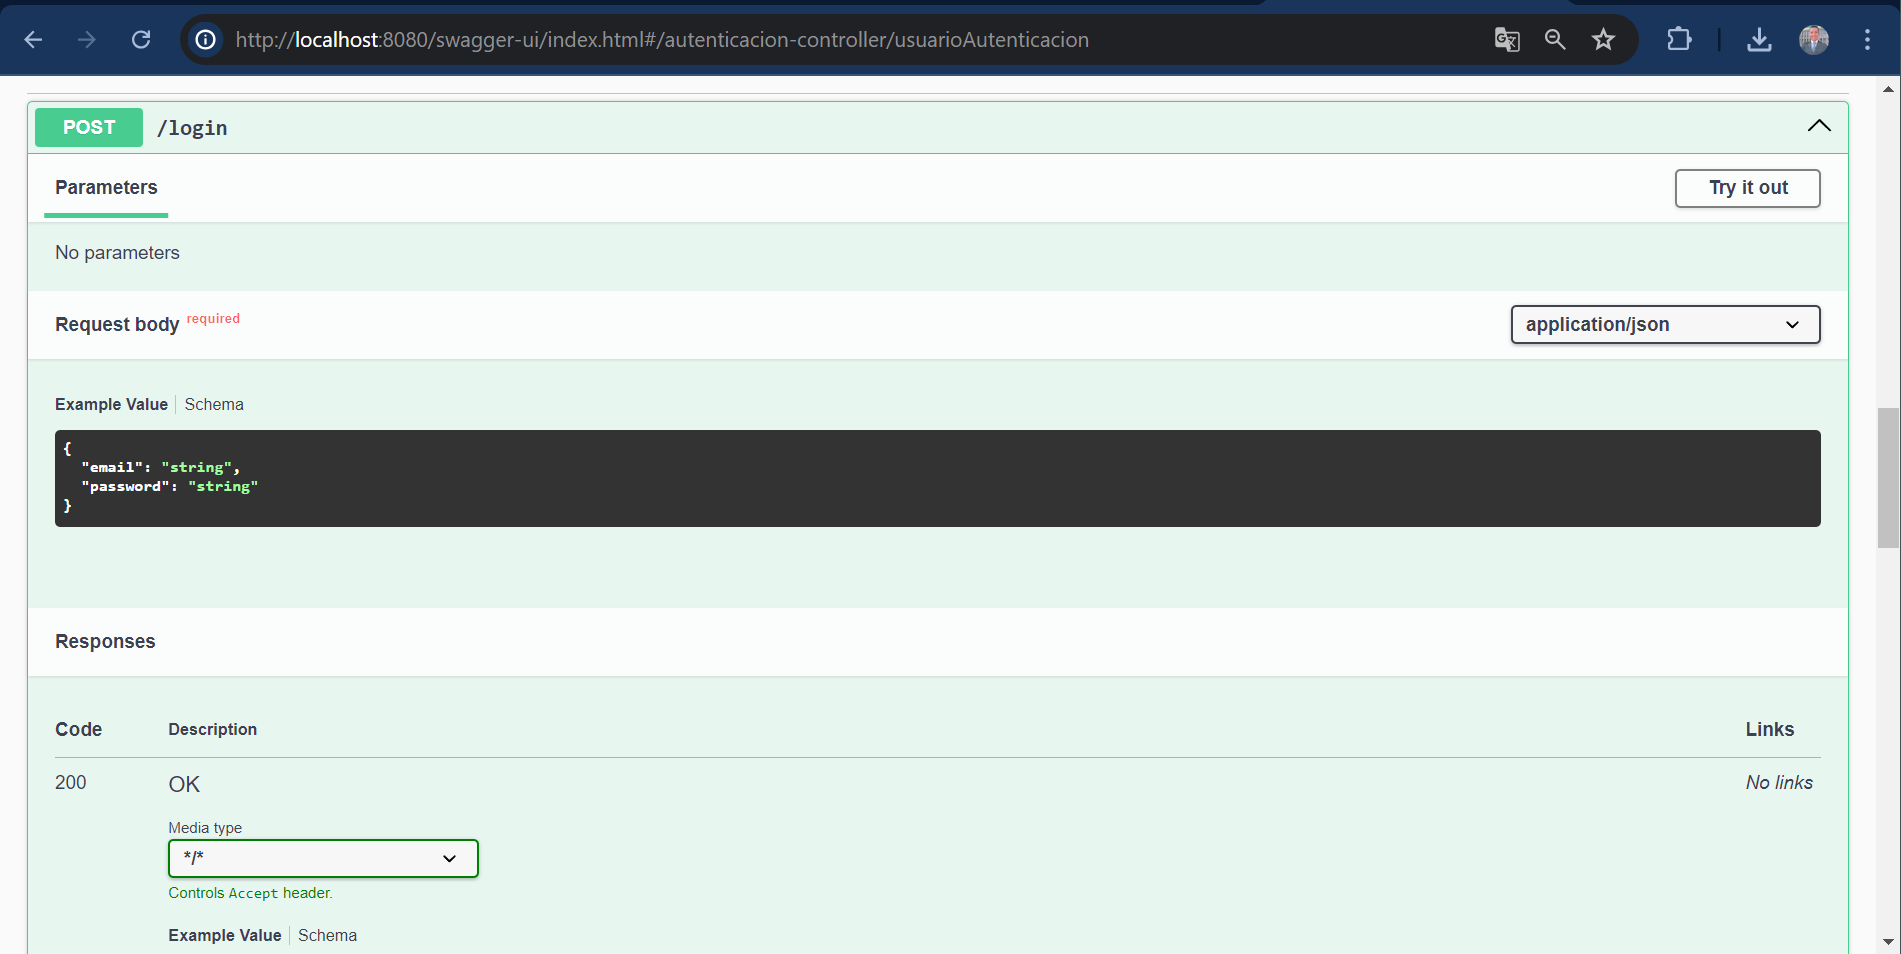 http://localhost:8080/swagger-ui/index.html#/autenticacion-controller/usuarioAutenticacion
POST /login
Parameters
Try it out
No parameters
Request body required
application/json
Example Value Schema
{
"email": "string",
"password": "string"
}
Responses
Code Description Links
200 OK No links
Media type
*/*
Controls Accept header.
Example Value Schema